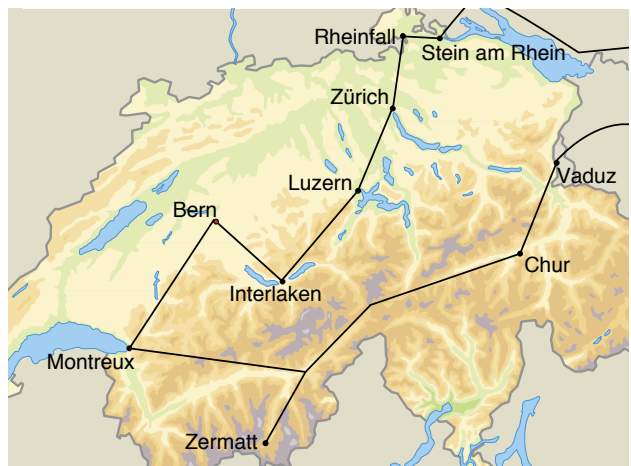 Rheinfall
Stein am Rhein
Zürich
Vaduz
Luzern
Bern
Chur
Interlaken
Montreux
Zermatt